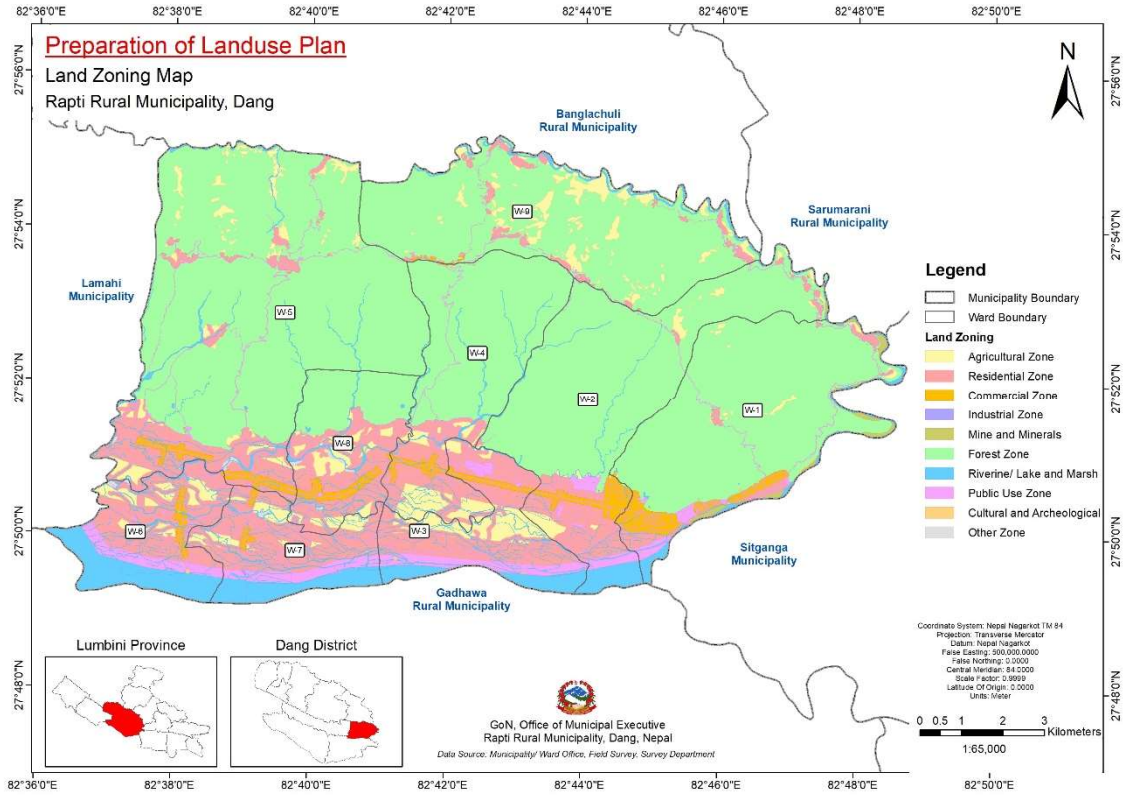 82°36'0"E 82°38'0"E 82°40'0"E 82°42'0"E 82°44'0"E 82°46'0"E 82°48'0"E 82°50'0"E
Preparation of Landuse Plan
Land Zoning Map
Rapti Rural Municipality, Dang
N
27°56'0"N
27°56'0"N
Banglachuli
Rural Municipality
27°54'0"N
W-9
Sarumarani
Rural Municipality
27°54'0"N
Lamahi
Municipality
W-5
W-4
W-2
W-1
W-8
W-6
W-7
W-3
27°52'0"N
27°52'0"N
27°50'0"N
27°50'0"N
Sitganga
Municipality
Gadhawa
Rural Municipality
Legend
Municipality Boundary
Ward Boundary
Land Zoning
Agricultural Zone
Residential Zone
Commercial Zone
Industrial Zone
Mine and Minerals
Forest Zone
Riverine/ Lake and Marsh
Public Use Zone
Cultural and Archeological
Other Zone
27°48'0"N
27°48'0"N
Lumbini Province
Dang District
GoN, Office of Municipal Executive
Rapti Rural Municipality, Dang, Nepal
Data Source: Municipality/ Ward Office, Field Survey, Survey Department
Coordinate System: Nepal Nagarkot TM 84
Projection: Transverse Mercator
Datum: Nepal Nagarkot
False Easting: 500,000.0000
False Northing: 0.0000
Central Meridian: 84.0000
Scale Factor: 0.9999
Latitude Of Origin: 0.0000
Units: Meter
0 0.5 1 2 3
Kilometers
1:65,000
82°36'0"E 82°38'0"E 82°40'0"E 82°42'0"E 82°44'0"E 82°46'0"E 82°48'0"E 82°50'0"E